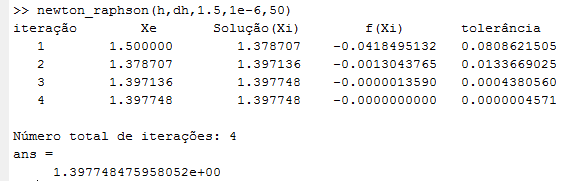 >> newton_raphson(h,dh,1.5,1e-6,50)
iteração Xe Solução(Xi) f(Xi) tolerância
1 1.500000 1.378707 -0.0418495132 0.0808621505
2 1.378707 1.397136 -0.0013043765 0.0133669025
3 1.397136 1.397748 -0.0000013590 0.0004380560
4 1.397748 1.397748 -0.0000000000 0.0000004571
Número total de iterações: 4
ans =
1.397748475958052e+00